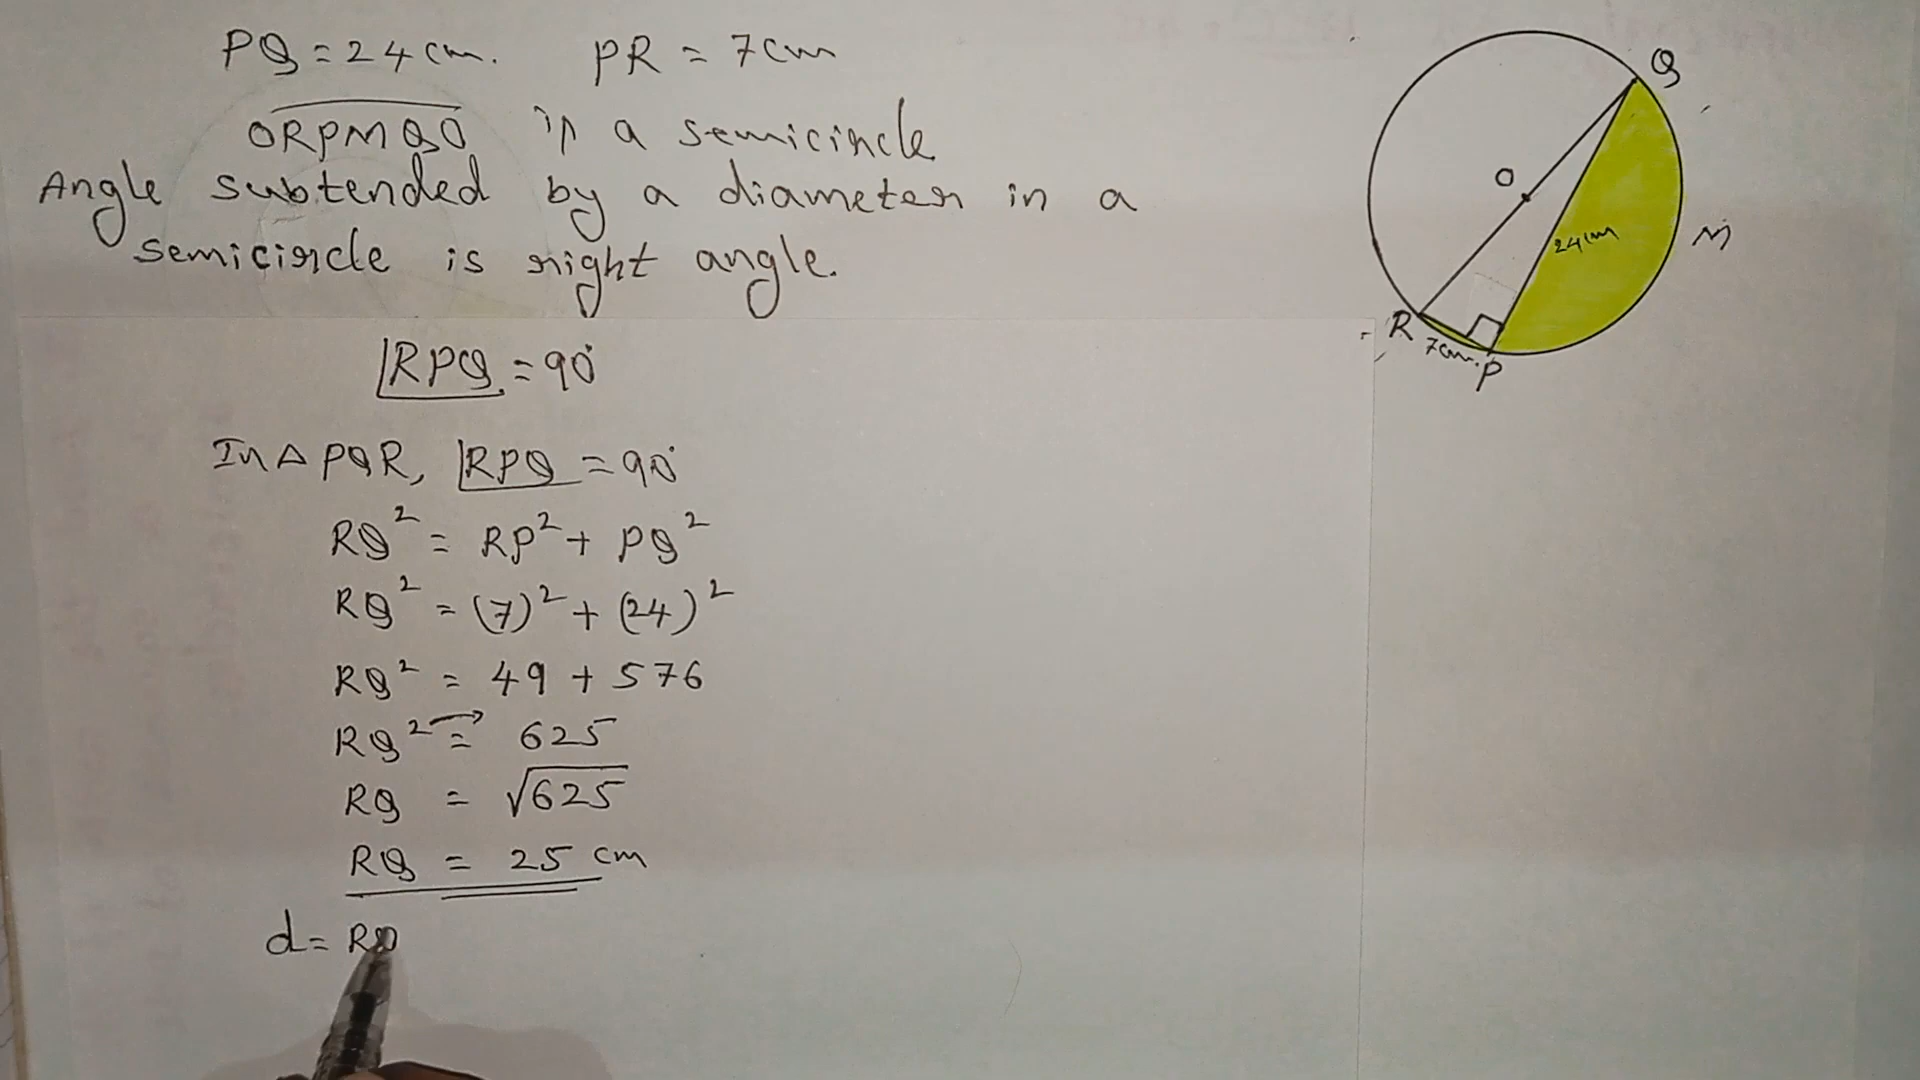 PQ = 24 cm. PR = 7 cm
ORPMQO is a semicircle
Angle subtended by a diameter in a
semicircle is right angle.
∠RPQ = 90°
In △ PQR, ∠RPQ = 90°
RQ² = RP² + PQ²
RQ² = (7)² + (24)²
RQ² = 49 + 576
RQ² = 625
RQ = √625
RQ = 25 cm
d = RQ
Q
O
24 cm
M
R
7cm.
P